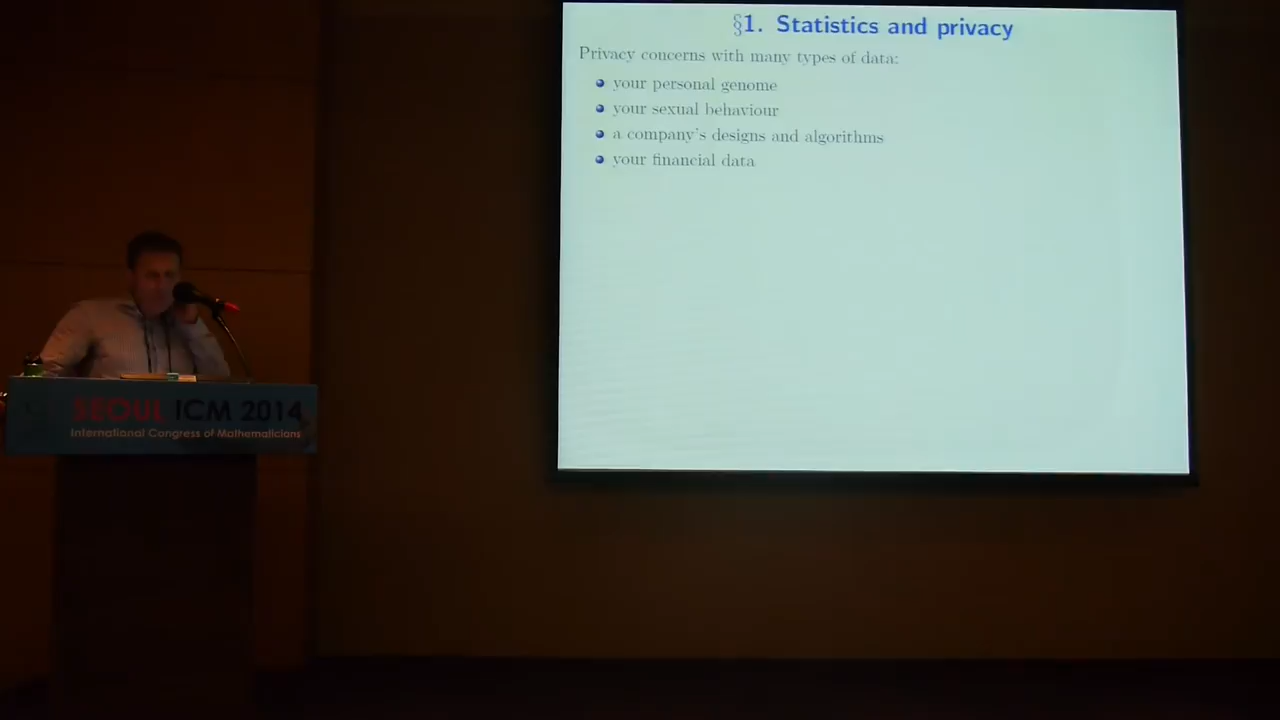 §1. Statistics and privacy
Privacy concerns with many types of data:
your personal genome
your sexual behaviour
a company's designs and algorithms
your financial data
SEOUL ICM 2014
International Congress of Mathematicians